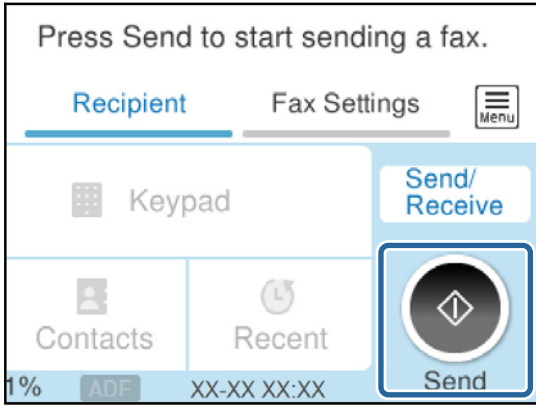 Press Send to start sending a fax.
Recipient
Fax Settings
Menu
Keypad
Send/
Receive
Contacts
Recent
Send
1%
ADF
XX-XX XX:XX